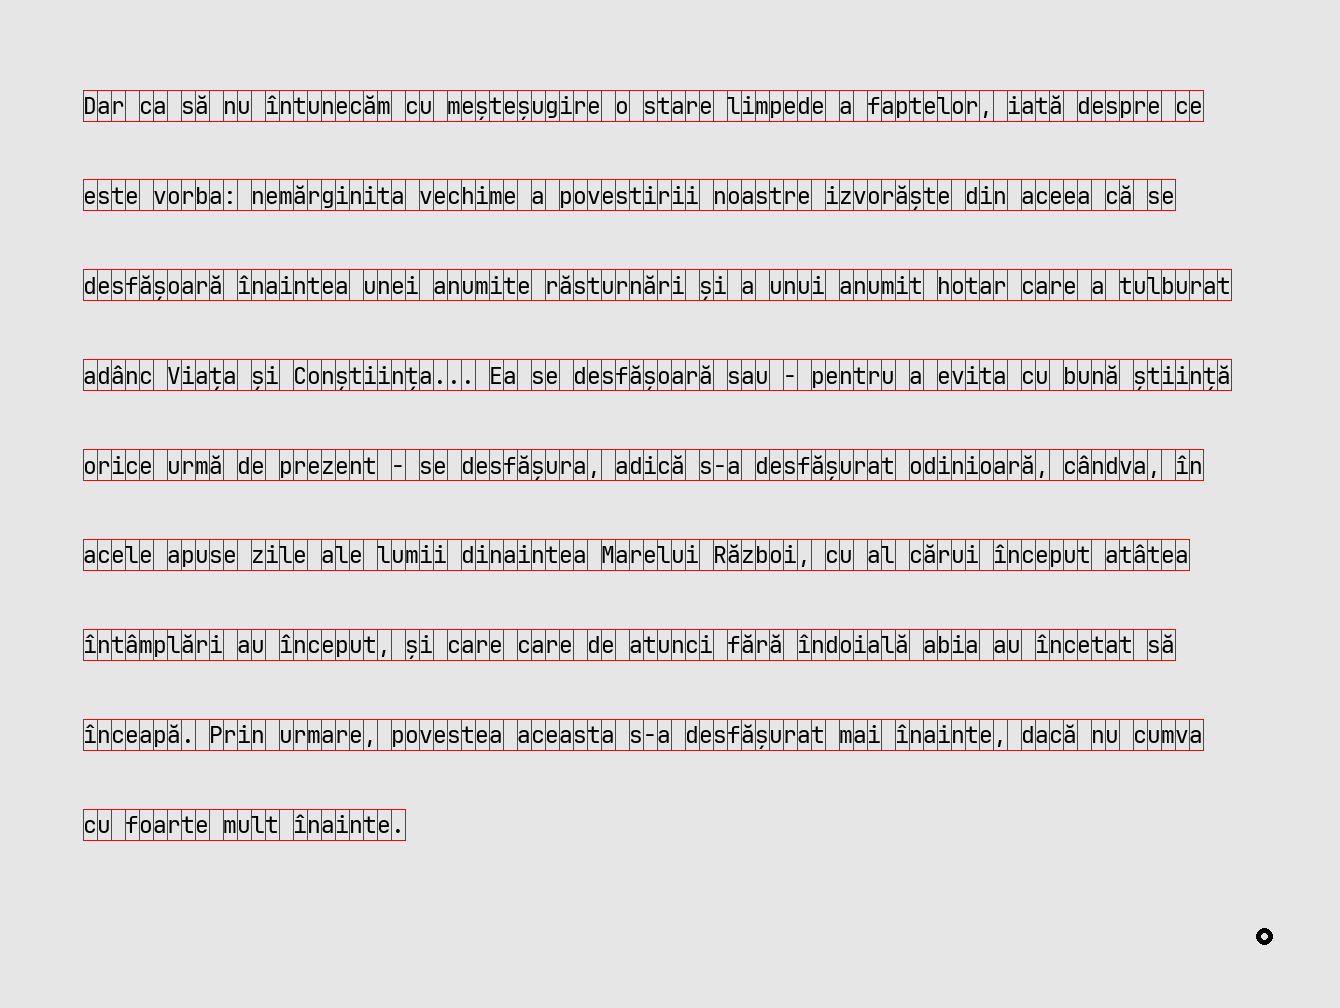 Dar ca să nu întunecăm cu meșteșugire o stare limpede a faptelor, iată despre ce
este vorba: nemărginita vechime a povestirii noastre izvorăște din aceea că se
desfășoară înaintea unei anumite răsturnări și a unui anumit hotar care a tulburat
adânc Viața și Conștiința... Ea se desfășoară sau - pentru a evita cu bună știință
orice urmă de prezent - se desfășura, adică s-a desfășurat odinioară, cândva, în
acele apuse zile ale lumii dinaintea Marelui Război, cu al cărui început atâtea
întâmplări au început, și care care de atunci fără îndoială abia au încetat să
înceapă. Prin urmare, povestea aceasta s-a desfășurat mai înainte, dacă nu cumva
cu foarte mult înainte.